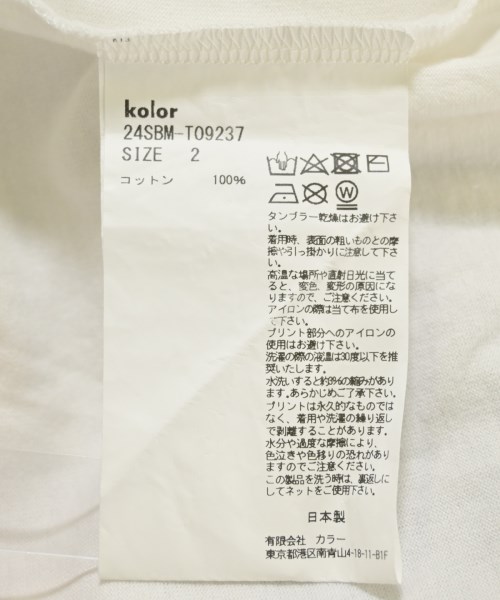 kolor
24SBM-T09237
SIZE 2
コットン 100%
W
タンブラー乾燥はお避け下さ
い。
着用時、表面の粗いものとの摩
擦や引っ掛かりに注意して下さ
い。
高温な場所や直射日光に当て
ると、変色、変形の原因にな
りますので、ご注意ください。
アイロンの際は当て布を使用し
て下さい。
プリント部分へのアイロンの
使用はお避け下さい。
洗濯の際の液温は30度以下を推
奨いたします。
水洗いすると約3%の縮みがあり
ます。あらかじめご了承下さい。
プリントは永久的なものではな
く、着用や洗濯の繰り返し
で剥離することがあります。
水分や過度な摩擦により、
色泣きや色移りの恐れがあり
ますのでご注意ください。
この製品を洗う時は、裏返しに
してネットをご使用下さい。
日本製
有限会社 カラー
東京都港区南青山4-18-11-B1F